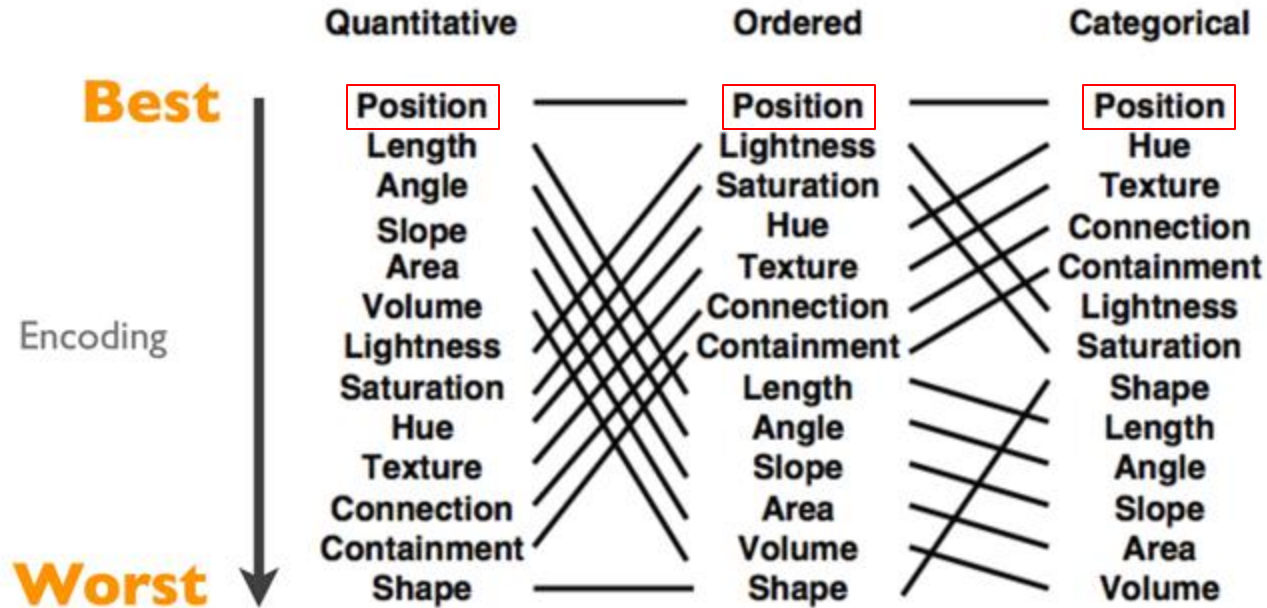 Quantitative Ordered Categorical
Best Position Position Position
Length Lightness Hue
Angle Saturation Texture
Slope Hue Connection
Area Texture Containment
Volume Connection Lightness
Encoding Lightness Containment Saturation
Saturation Length Shape
Hue Angle Length
Texture Slope Angle
Connection Area Slope
Containment Volume Area
Worst Shape Shape Volume